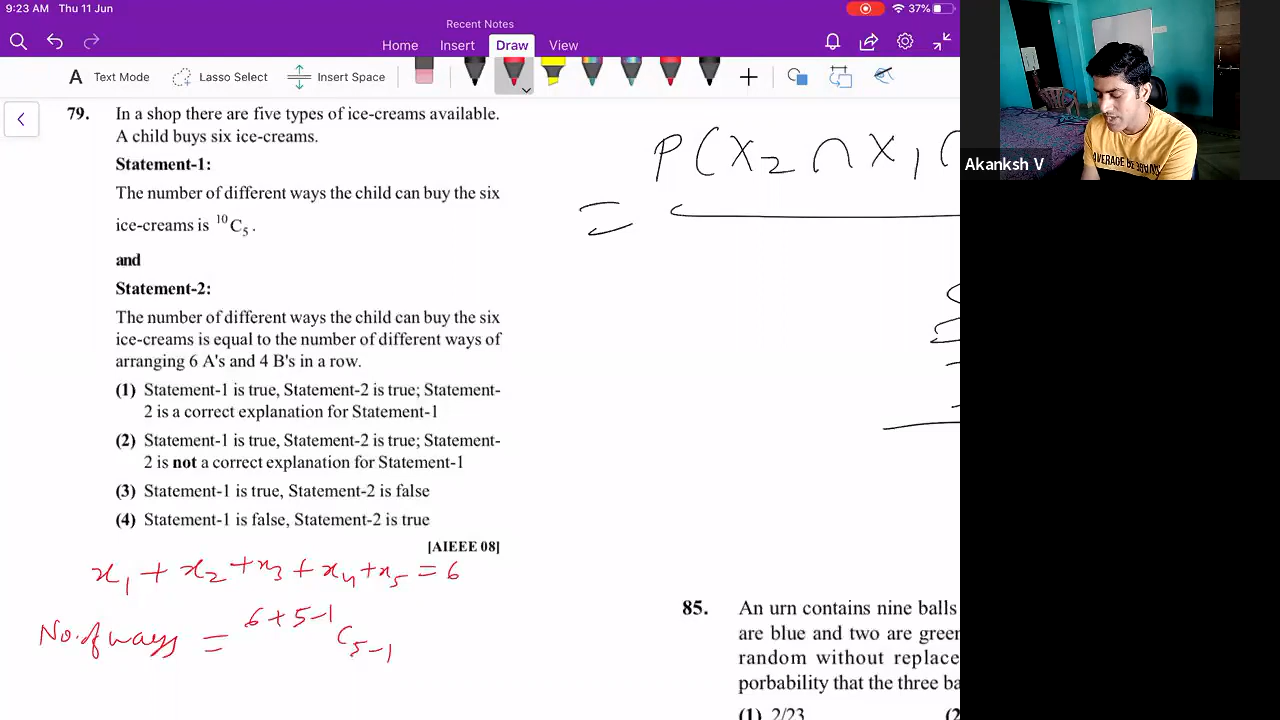 9:23 AM Thu 11 Jun
37%
Recent Notes
Home Insert Draw View
A Text Mode Lasso Select Insert Space
79. In a shop there are five types of ice-creams available.
A child buys six ice-creams.
Statement-1:
The number of different ways the child can buy the six
ice-creams is ¹⁰C₅.
and
Statement-2:
The number of different ways the child can buy the six
ice-creams is equal to the number of different ways of
arranging 6 A's and 4 B's in a row.
(1) Statement-1 is true, Statement-2 is true; Statement-
2 is a correct explanation for Statement-1
(2) Statement-1 is true, Statement-2 is true; Statement-
2 is not a correct explanation for Statement-1
(3) Statement-1 is true, Statement-2 is false
(4) Statement-1 is false, Statement-2 is true
[AIEEE 08]
x₁ + x₂ + x₃ + x₄ + x₅ = 6
No. of ways = ⁶⁺⁵⁻¹C₅₋₁
P(X₂ ∩ X₁ (
=
85. An urn contains nine balls
are blue and two are green
random without replace
porbability that the three ba
(1) 2/23 (2
Akanksh V
AVERAGE